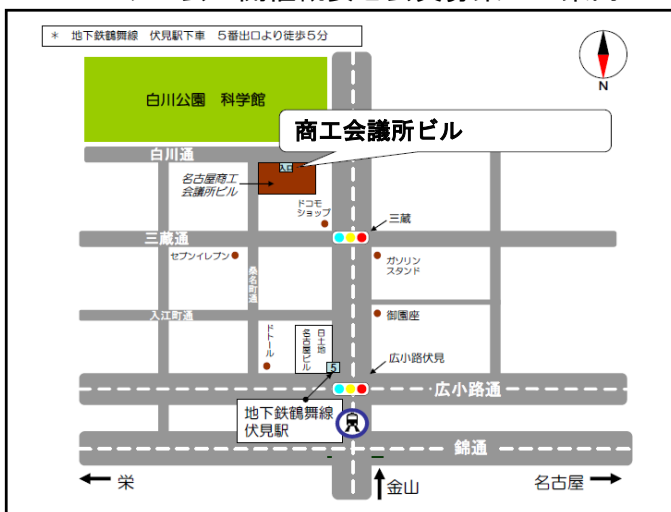 * 地下鉄鶴舞線 伏見駅下車 5番出口より徒歩5分
白川公園 科学館
N
商工会議所ビル
白川通
入口
名古屋商工
会議所ビル
ドコモ
ショップ
三蔵
三蔵通
セブンイレブン
ガソリン
スタンド
桑名町通
入江町通
御園座
ドトール
日土地
名古屋ビル
5
広小路伏見
広小路通
地下鉄鶴舞線
伏見駅
錦通
栄
金山
名古屋